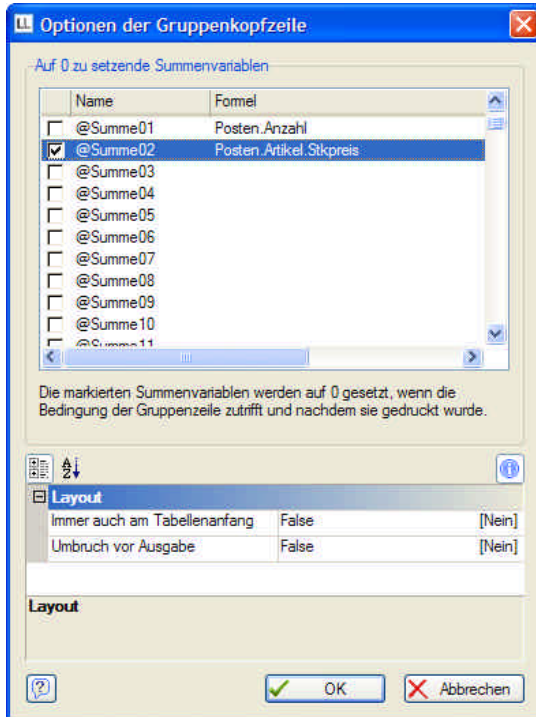 LL Optionen der Gruppenkopfzeile
Auf 0 zu setzende Summenvariablen
Name Formel
@Summe01 Posten.Anzahl
@Summe02 Posten.Artikel.Stkpreis
@Summe03
@Summe04
@Summe05
@Summe06
@Summe07
@Summe08
@Summe09
@Summe10
@Summe11
Die markierten Summenvariablen werden auf 0 gesetzt, wenn die
Bedingung der Gruppenzeile zutrifft und nachdem sie gedruckt wurde.
Layout
Immer auch am Tabellenanfang False [Nein]
Umbruch vor Ausgabe False [Nein]
Layout
OK Abbrechen